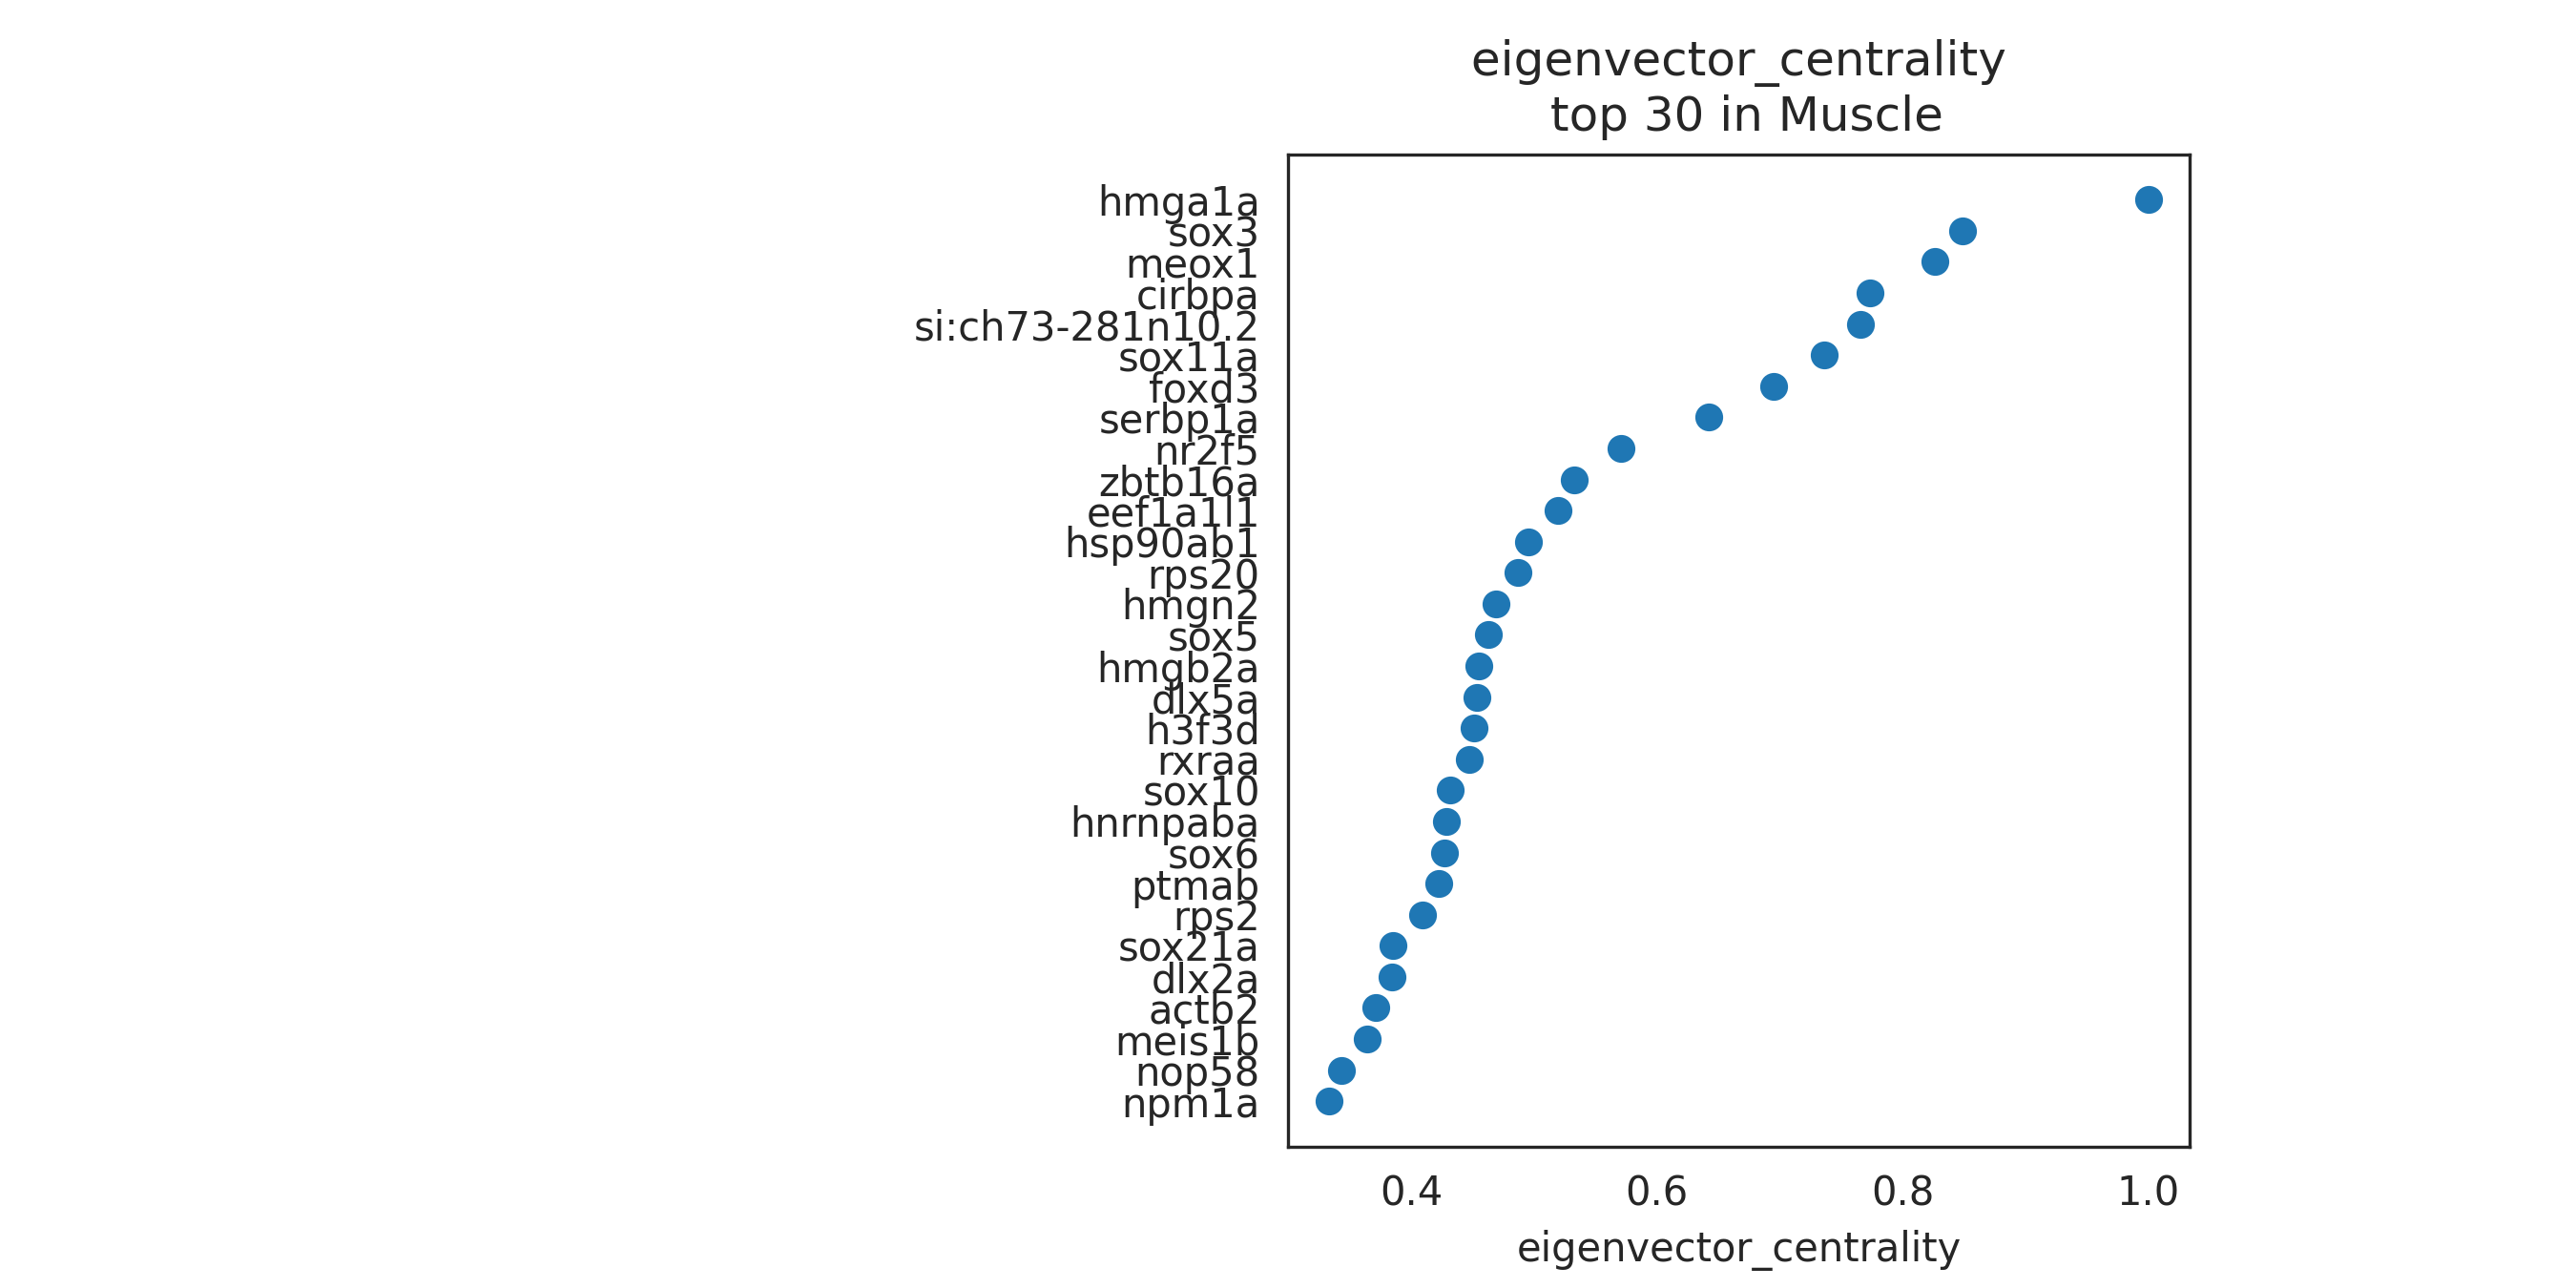 eigenvector_centrality
top 30 in Muscle
hmga1a
sox3
meox1
cirbpa
si:ch73-281n10.2
sox11a
foxd3
serbp1a
nr2f5
zbtb16a
eef1a1l1
hsp90ab1
rps20
hmgn2
sox5
hmgb2a
dlx5a
h3f3d
rxraa
sox10
hnrnpaba
sox6
ptmab
rps2
sox21a
dlx2a
actb2
meis1b
nop58
npm1a
0.4 0.6 0.8 1.0
eigenvector_centrality